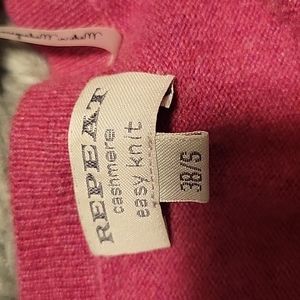 REPEAT
cashmere
easy knit
38/S